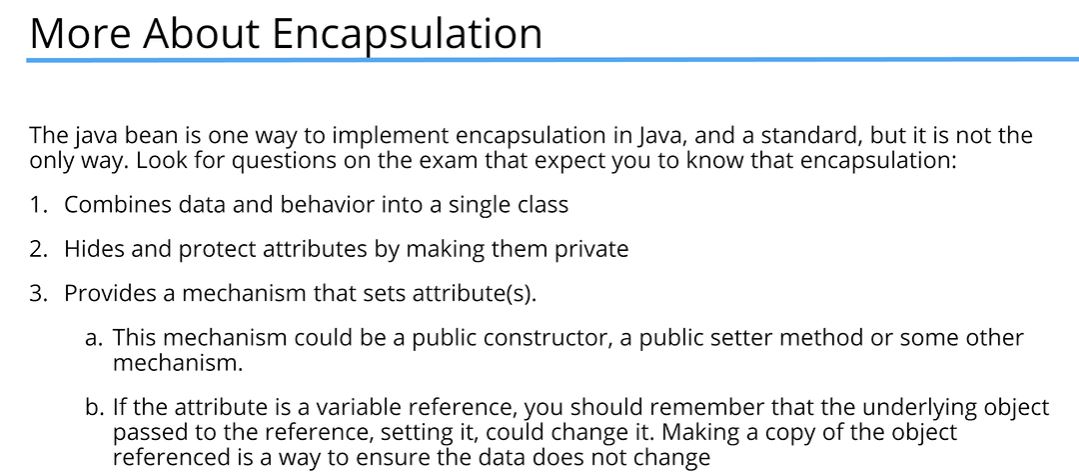 More About Encapsulation
The java bean is one way to implement encapsulation in Java, and a standard, but it is not the
only way. Look for questions on the exam that expect you to know that encapsulation:
1. Combines data and behavior into a single class
2. Hides and protect attributes by making them private
3. Provides a mechanism that sets attribute(s).
a. This mechanism could be a public constructor, a public setter method or some other
mechanism.
b. If the attribute is a variable reference, you should remember that the underlying object
passed to the reference, setting it, could change it. Making a copy of the object
referenced is a way to ensure the data does not change